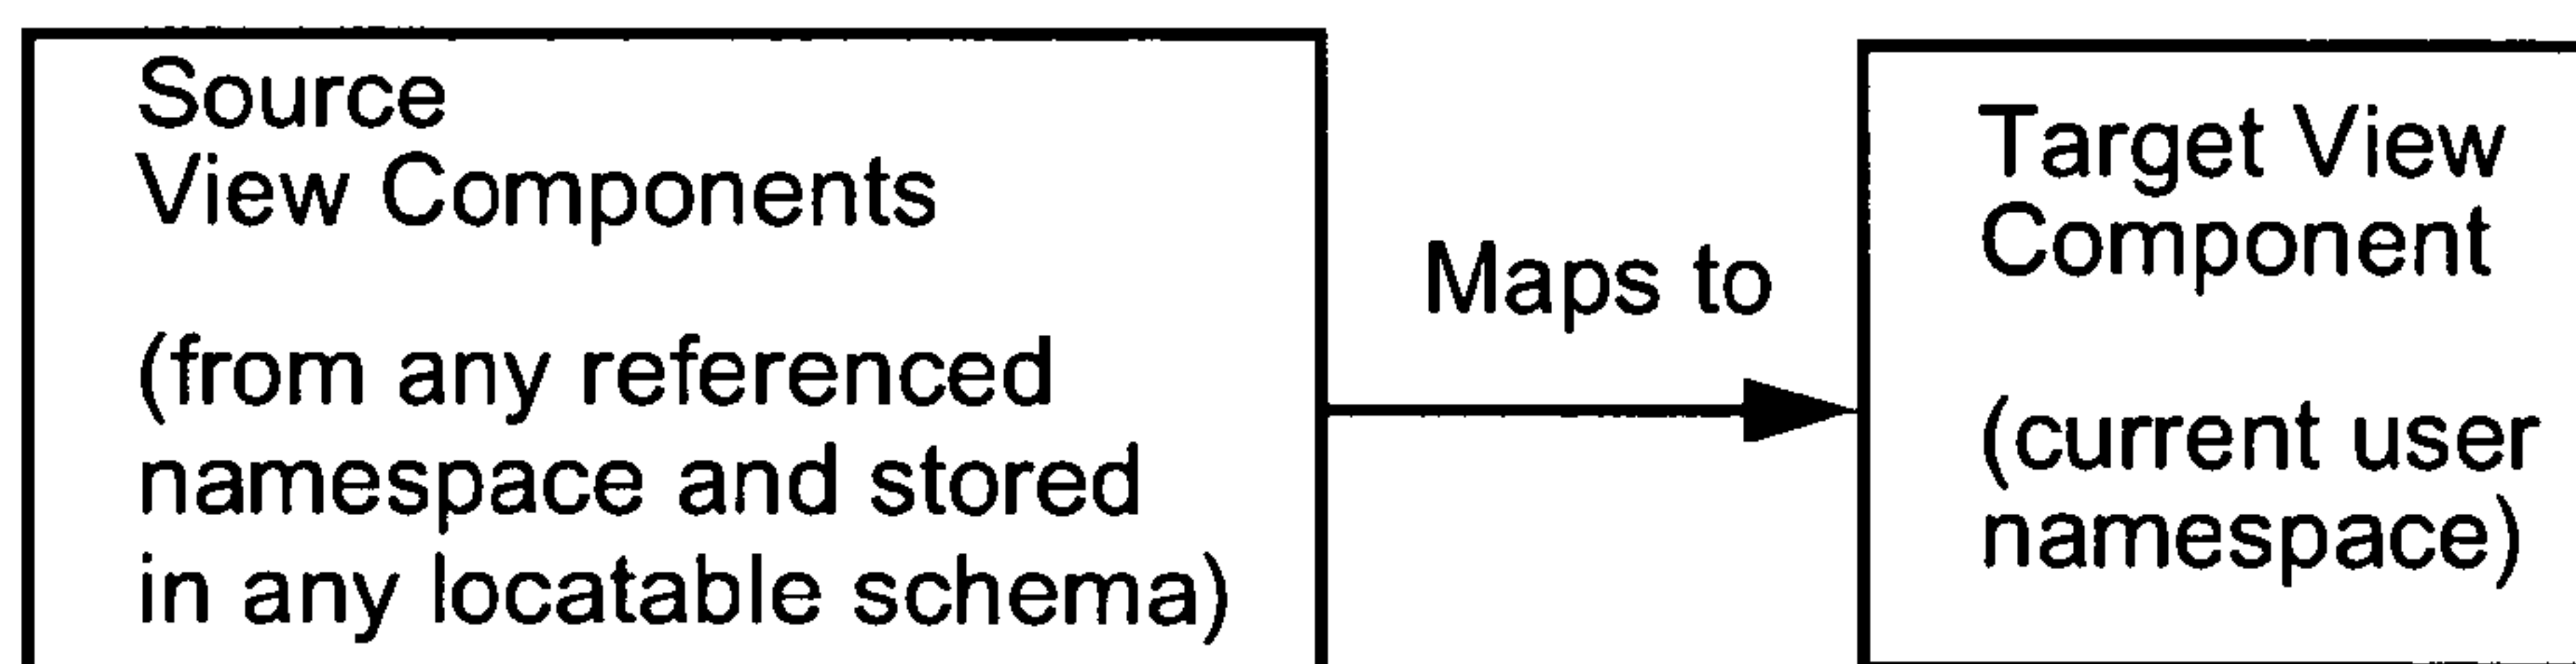 Source
View Components
(from any referenced
namespace and stored
in any locatable schema)
Maps to
Target View
Component
(current user
namespace)